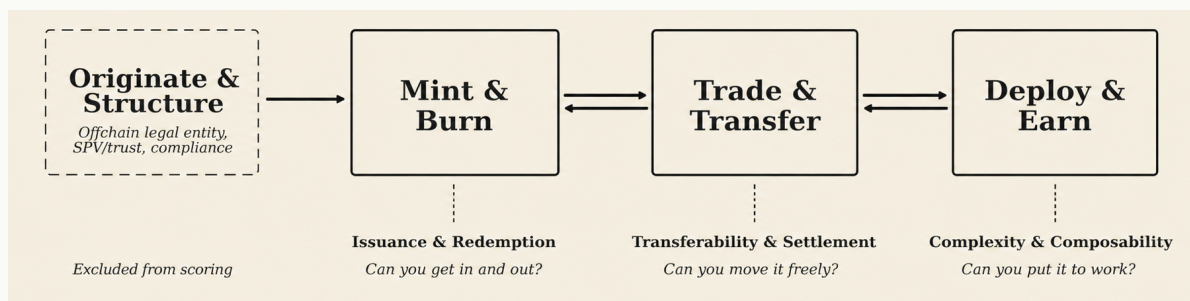 Originate &
Structure
Offchain legal entity,
SPV/trust, compliance
Mint &
Burn
Trade &
Transfer
Deploy &
Earn
Issuance & Redemption
Transferability & Settlement
Complexity & Composability
Excluded from scoring
Can you get in and out?
Can you move it freely?
Can you put it to work?